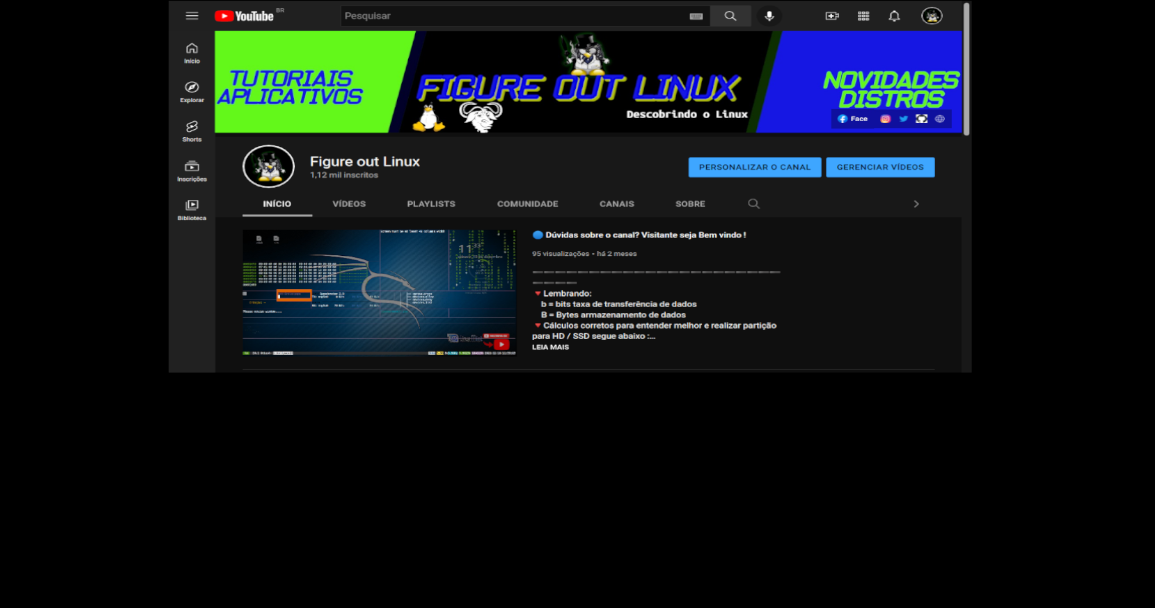 YouTube BR
Pesquisar
Início
Explorar
Shorts
Inscrições
Biblioteca
TUTORIAIS
APLICATIVOS
FIGURE OUT LINUX
Descobrindo o Linux
NOVIDADES
DISTROS
Face
Figure out Linux
1,12 mil inscritos
PERSONALIZAR O CANAL
GERENCIAR VÍDEOS
INÍCIO
VÍDEOS
PLAYLISTS
COMUNIDADE
CANAIS
SOBRE
Dúvidas sobre o canal? Visitante seja Bem vindo !
95 visualizações • há 2 meses
Lembrando:
b = bits taxa de transferência de dados
B = Bytes armazenamento de dados
Cálculos corretos para entender melhor e realizar partição
para HD / SSD segue abaixo :...
LEIA MAIS